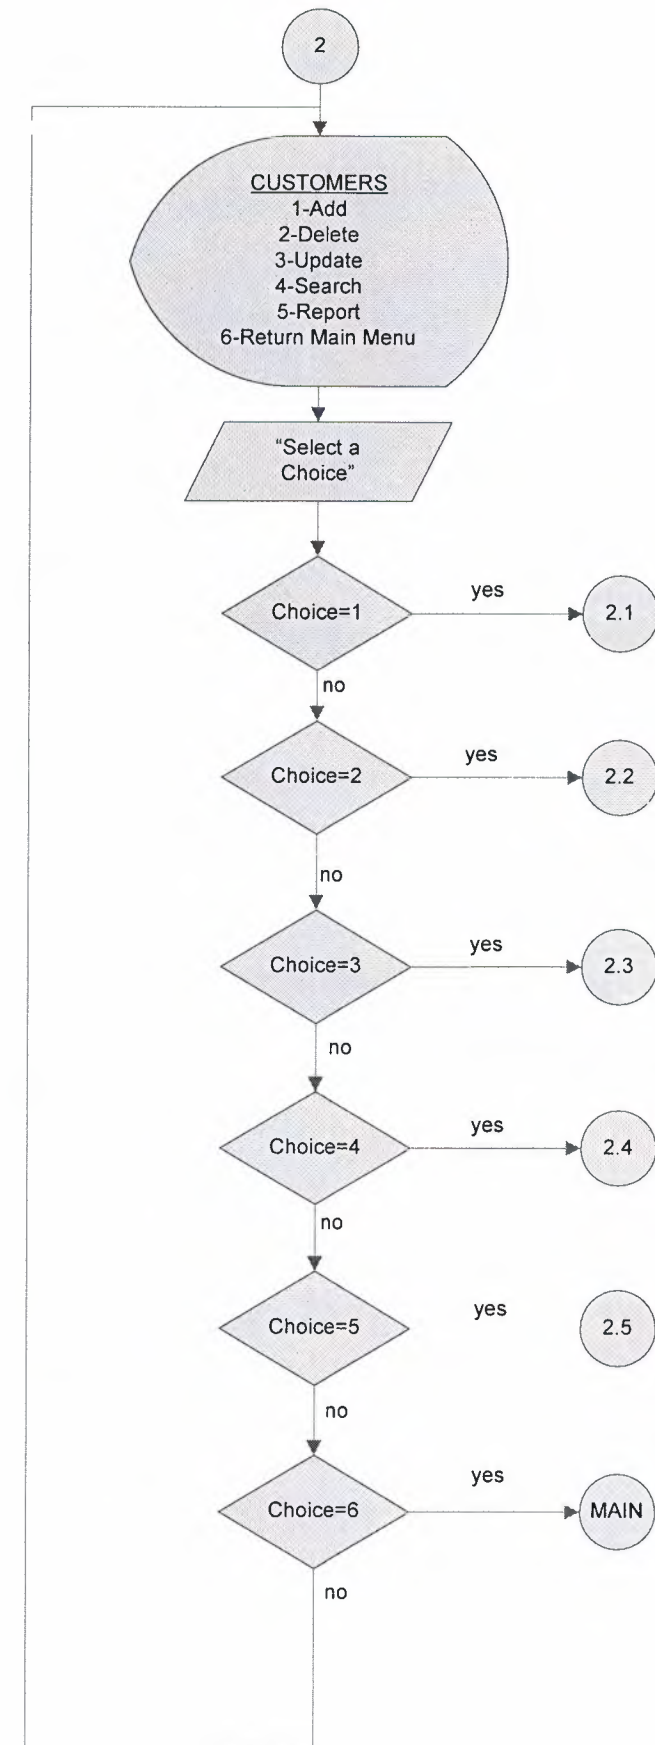 2
CUSTOMERS
1-Add
2-Delete
3-Update
4-Search
5-Report
6-Return Main Menu
“Select a
Choice”
Choice=1
yes
2.1
no
Choice=2
yes
2.2
no
Choice=3
yes
2.3
no
Choice=4
yes
2.4
no
Choice=5
yes
2.5
no
Choice=6
yes
MAIN
no